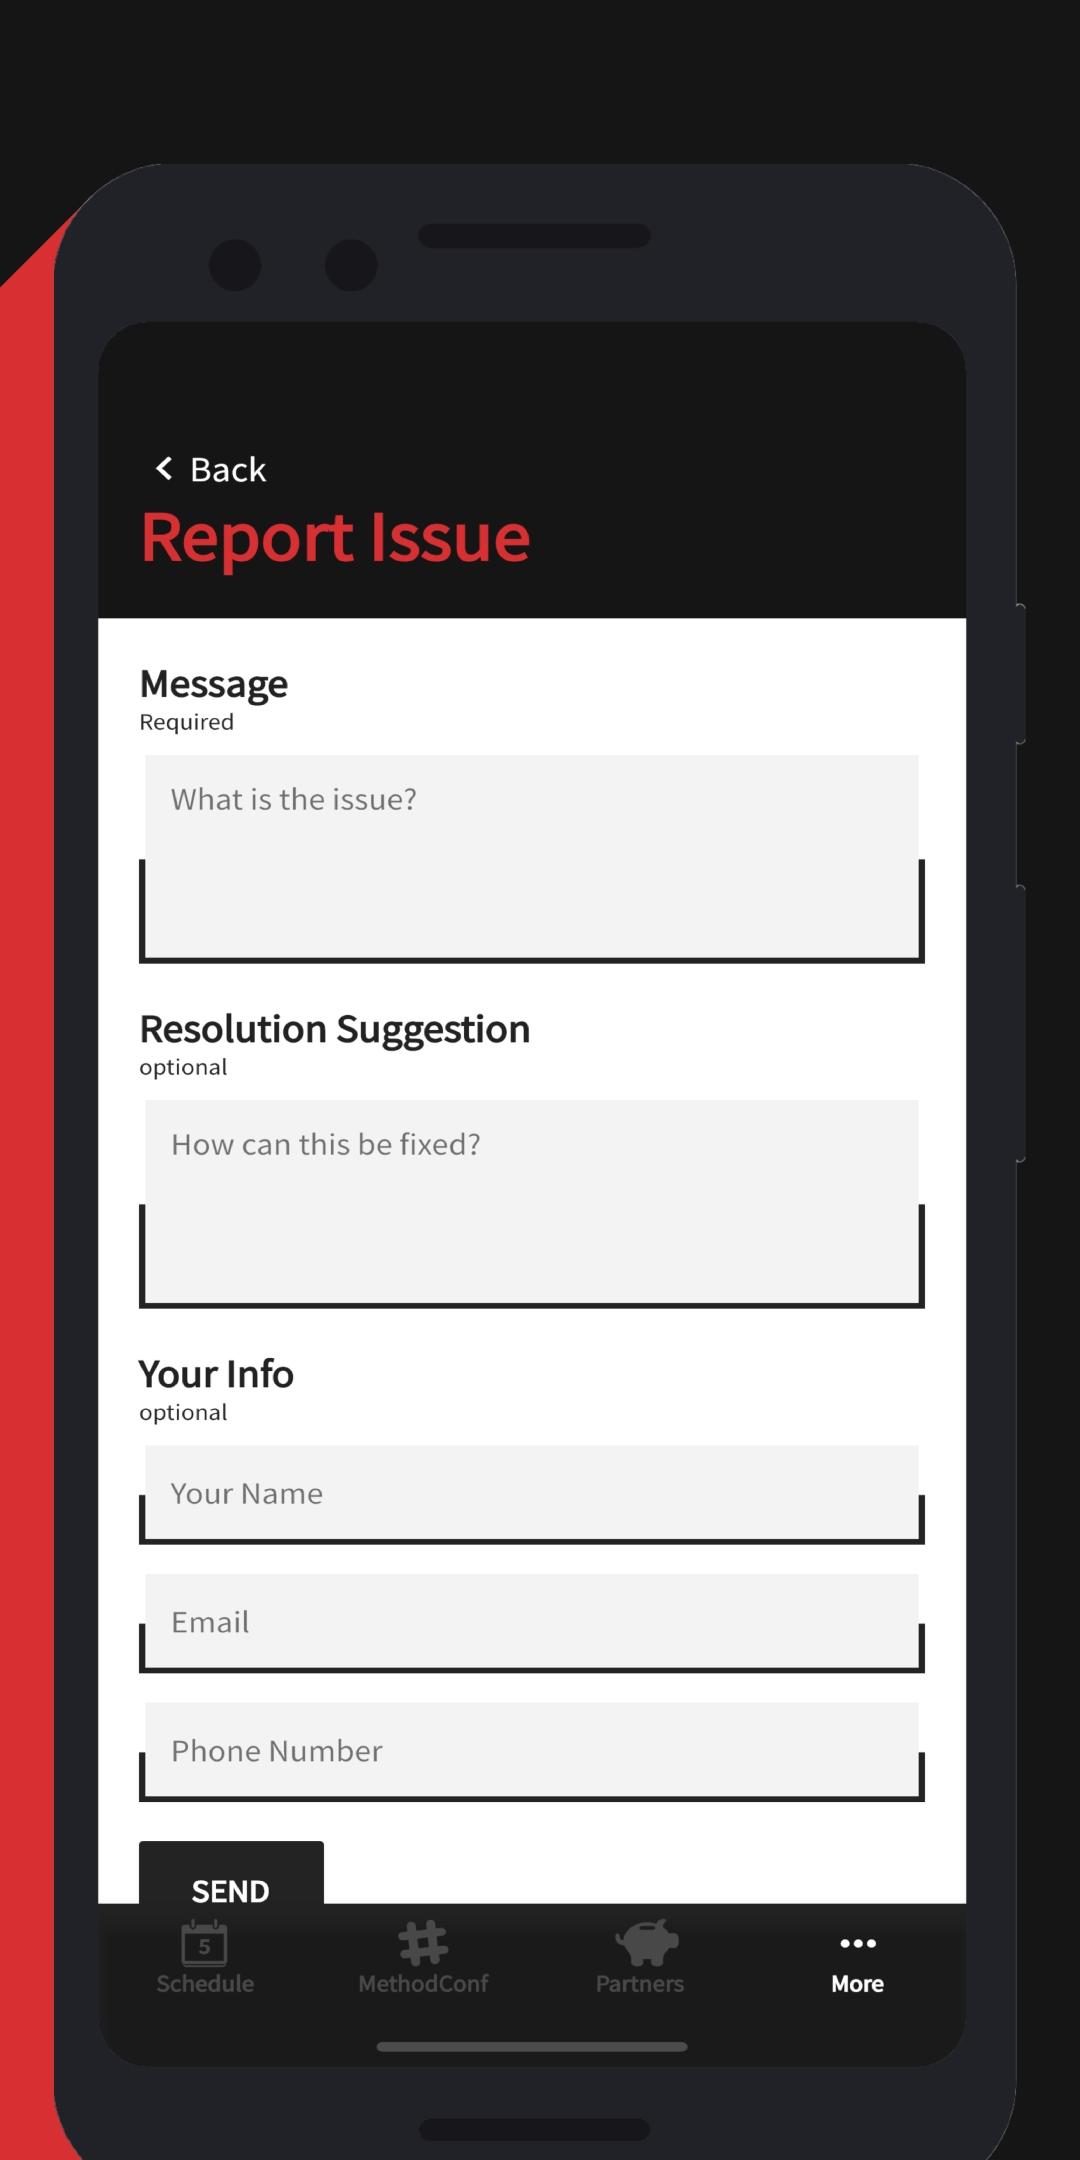 Back
Report Issue
Message
Required
What is the issue?
Resolution Suggestion
optional
How can this be fixed?
Your Info
optional
Your Name
Email
Phone Number
SEND
5
Schedule
MethodConf
Partners
More